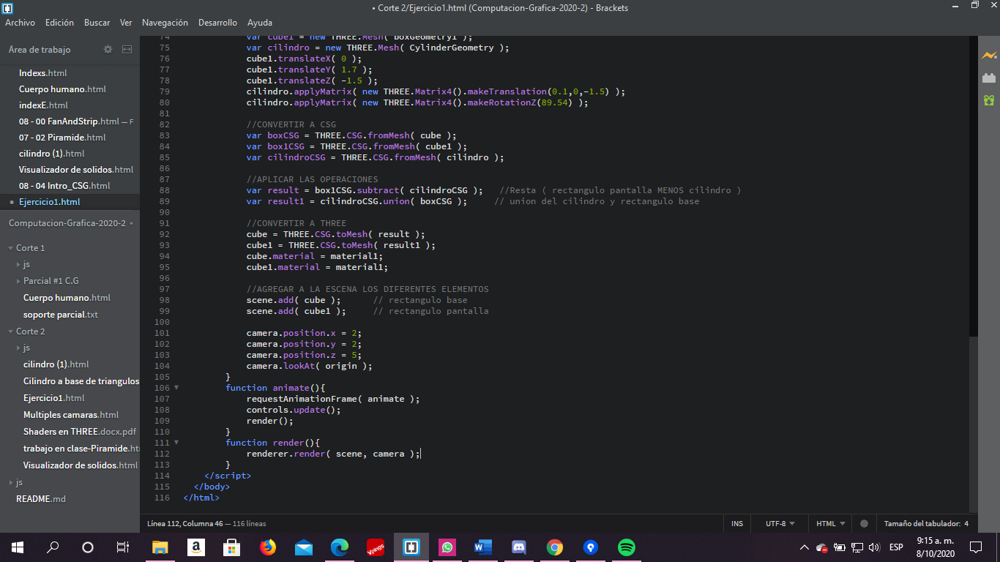 • Corte 2/Ejercicio1.html (Computacion-Grafica-2020-2) - Brackets
Archivo Edición Buscar Ver Navegación Desarrollo Ayuda
Área de trabajo
Indexs.html
Cuerpo humano.html
indexE.html
08 - 00 FanAndStrip.html — F
07 - 02 Piramide.html
cilindro (1).html
Visualizador de solidos.html
08 - 04 Intro_CSG.html
Ejercicio1.html
Computacion-Grafica-2020-2
Corte 1
js
Parcial #1 C.G
Cuerpo humano.html
soporte parcial.txt
Corte 2
js
cilindro (1).html
Cilindro a base de triangulos
Ejercicio1.html
Multiples camaras.html
Shaders en THREE.docx.pdf
trabajo en clase-Piramide.ht
Visualizador de solidos.html
js
README.md
74 var cube1 = new THREE.Mesh( boxGeometry1 );
75 var cilindro = new THREE.Mesh( CylinderGeometry );
76 cube1.translateX( 0 );
77 cube1.translateY( 1.7 );
78 cube1.translateZ( -1.5 );
79 cilindro.applyMatrix( new THREE.Matrix4().makeTranslation(0.1,0,-1.5) );
80 cilindro.applyMatrix( new THREE.Matrix4().makeRotationZ(89.54) );
81
82 //CONVERTIR A CSG
83 var boxCSG = THREE.CSG.fromMesh( cube );
84 var box1CSG = THREE.CSG.fromMesh( cube1 );
85 var cilindroCSG = THREE.CSG.fromMesh( cilindro );
86
87 //APLICAR LAS OPERACIONES
88 var result = box1CSG.subtract( cilindroCSG ); //Resta ( rectangulo pantalla MENOS cilindro )
89 var result1 = cilindroCSG.union( boxCSG ); // union del cilindro y rectangulo base
90
91 //CONVERTIR A THREE
92 cube = THREE.CSG.toMesh( result );
93 cube1 = THREE.CSG.toMesh( result1 );
94 cube.material = material1;
95 cube1.material = material1;
96
97 //AGREGAR A LA ESCENA LOS DIFERENTES ELEMENTOS
98 scene.add( cube ); // rectangulo base
99 scene.add( cube1 ); // rectangulo pantalla
100
101 camera.position.x = 2;
102 camera.position.y = 2;
103 camera.position.z = 5;
104 camera.lookAt( origin );
105 }
106 function animate(){
107 requestAnimationFrame( animate );
108 controls.update();
109 render();
110 }
111 function render(){
112 renderer.render( scene, camera );
113 }
114 </script>
115 </body>
116 </html>
Línea 112, Columna 46 — 116 líneas INS UTF-8 HTML Tamaño del tabulador: 4
Vpings
ESP
9:15 a. m.
8/10/2020